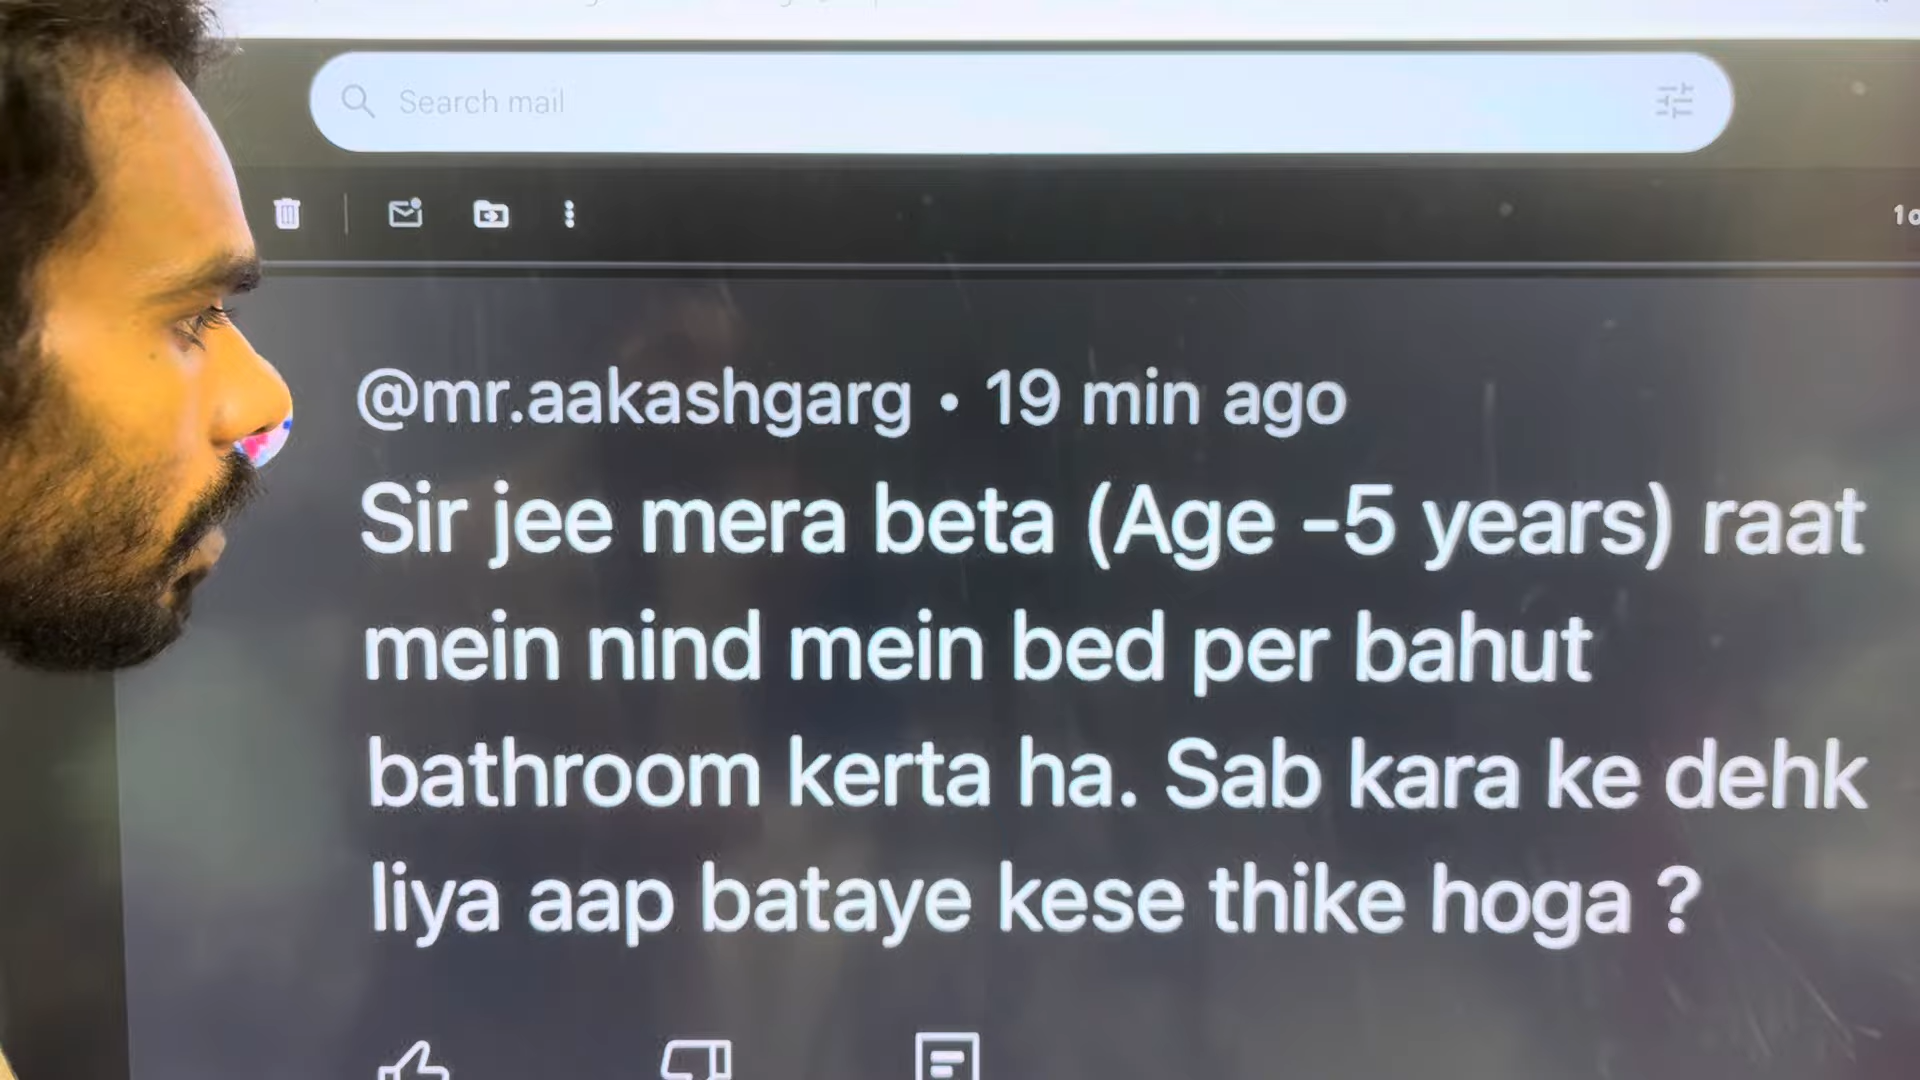 Search mail
@mr.aakashgarg • 19 min ago
Sir jee mera beta (Age -5 years) raat
mein nind mein bed per bahut
bathroom kerta ha. Sab kara ke dehk
liya aap bataye kese thike hoga ?